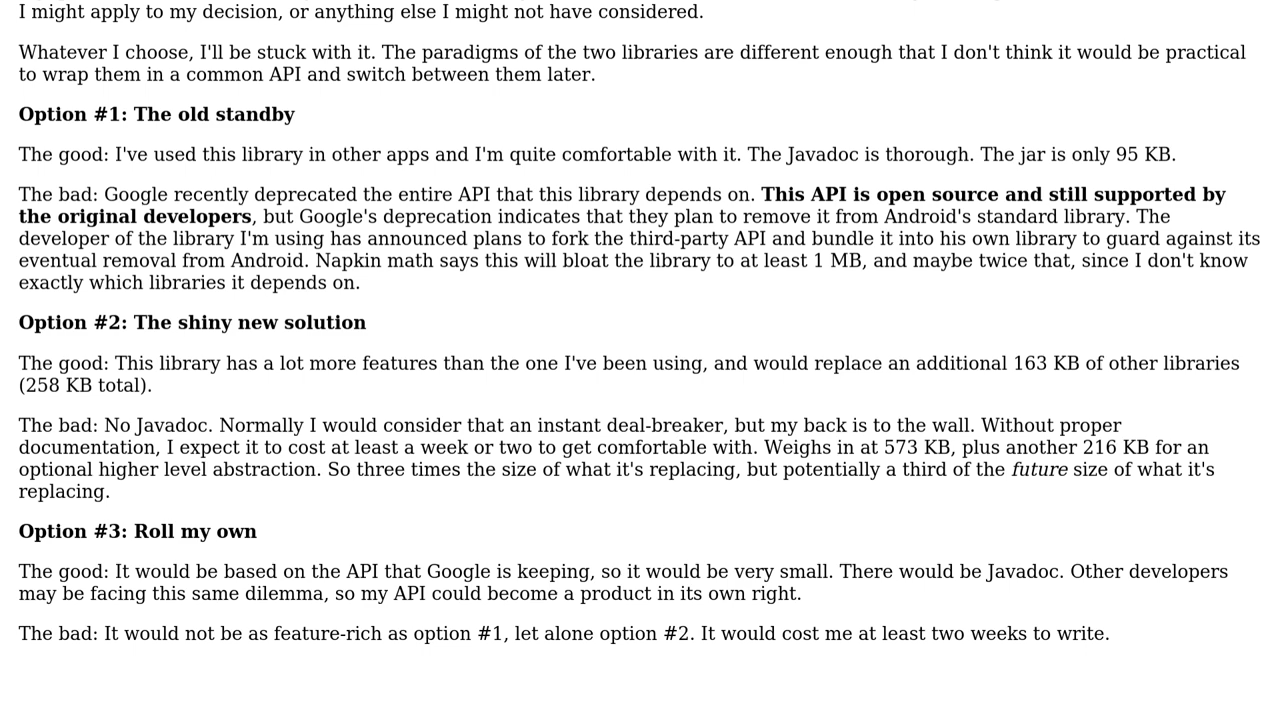 I might apply to my decision, or anything else I might not have considered.
Whatever I choose, I'll be stuck with it. The paradigms of the two libraries are different enough that I don't think it would be practical
to wrap them in a common API and switch between them later.
Option #1: The old standby
The good: I've used this library in other apps and I'm quite comfortable with it. The Javadoc is thorough. The jar is only 95 KB.
The bad: Google recently deprecated the entire API that this library depends on. This API is open source and still supported by
the original developers, but Google's deprecation indicates that they plan to remove it from Android's standard library. The
developer of the library I'm using has announced plans to fork the third-party API and bundle it into his own library to guard against its
eventual removal from Android. Napkin math says this will bloat the library to at least 1 MB, and maybe twice that, since I don't know
exactly which libraries it depends on.
Option #2: The shiny new solution
The good: This library has a lot more features than the one I've been using, and would replace an additional 163 KB of other libraries
(258 KB total).
The bad: No Javadoc. Normally I would consider that an instant deal-breaker, but my back is to the wall. Without proper
documentation, I expect it to cost at least a week or two to get comfortable with. Weighs in at 573 KB, plus another 216 KB for an
optional higher level abstraction. So three times the size of what it's replacing, but potentially a third of the future size of what it's
replacing.
Option #3: Roll my own
The good: It would be based on the API that Google is keeping, so it would be very small. There would be Javadoc. Other developers
may be facing this same dilemma, so my API could become a product in its own right.
The bad: It would not be as feature-rich as option #1, let alone option #2. It would cost me at least two weeks to write.